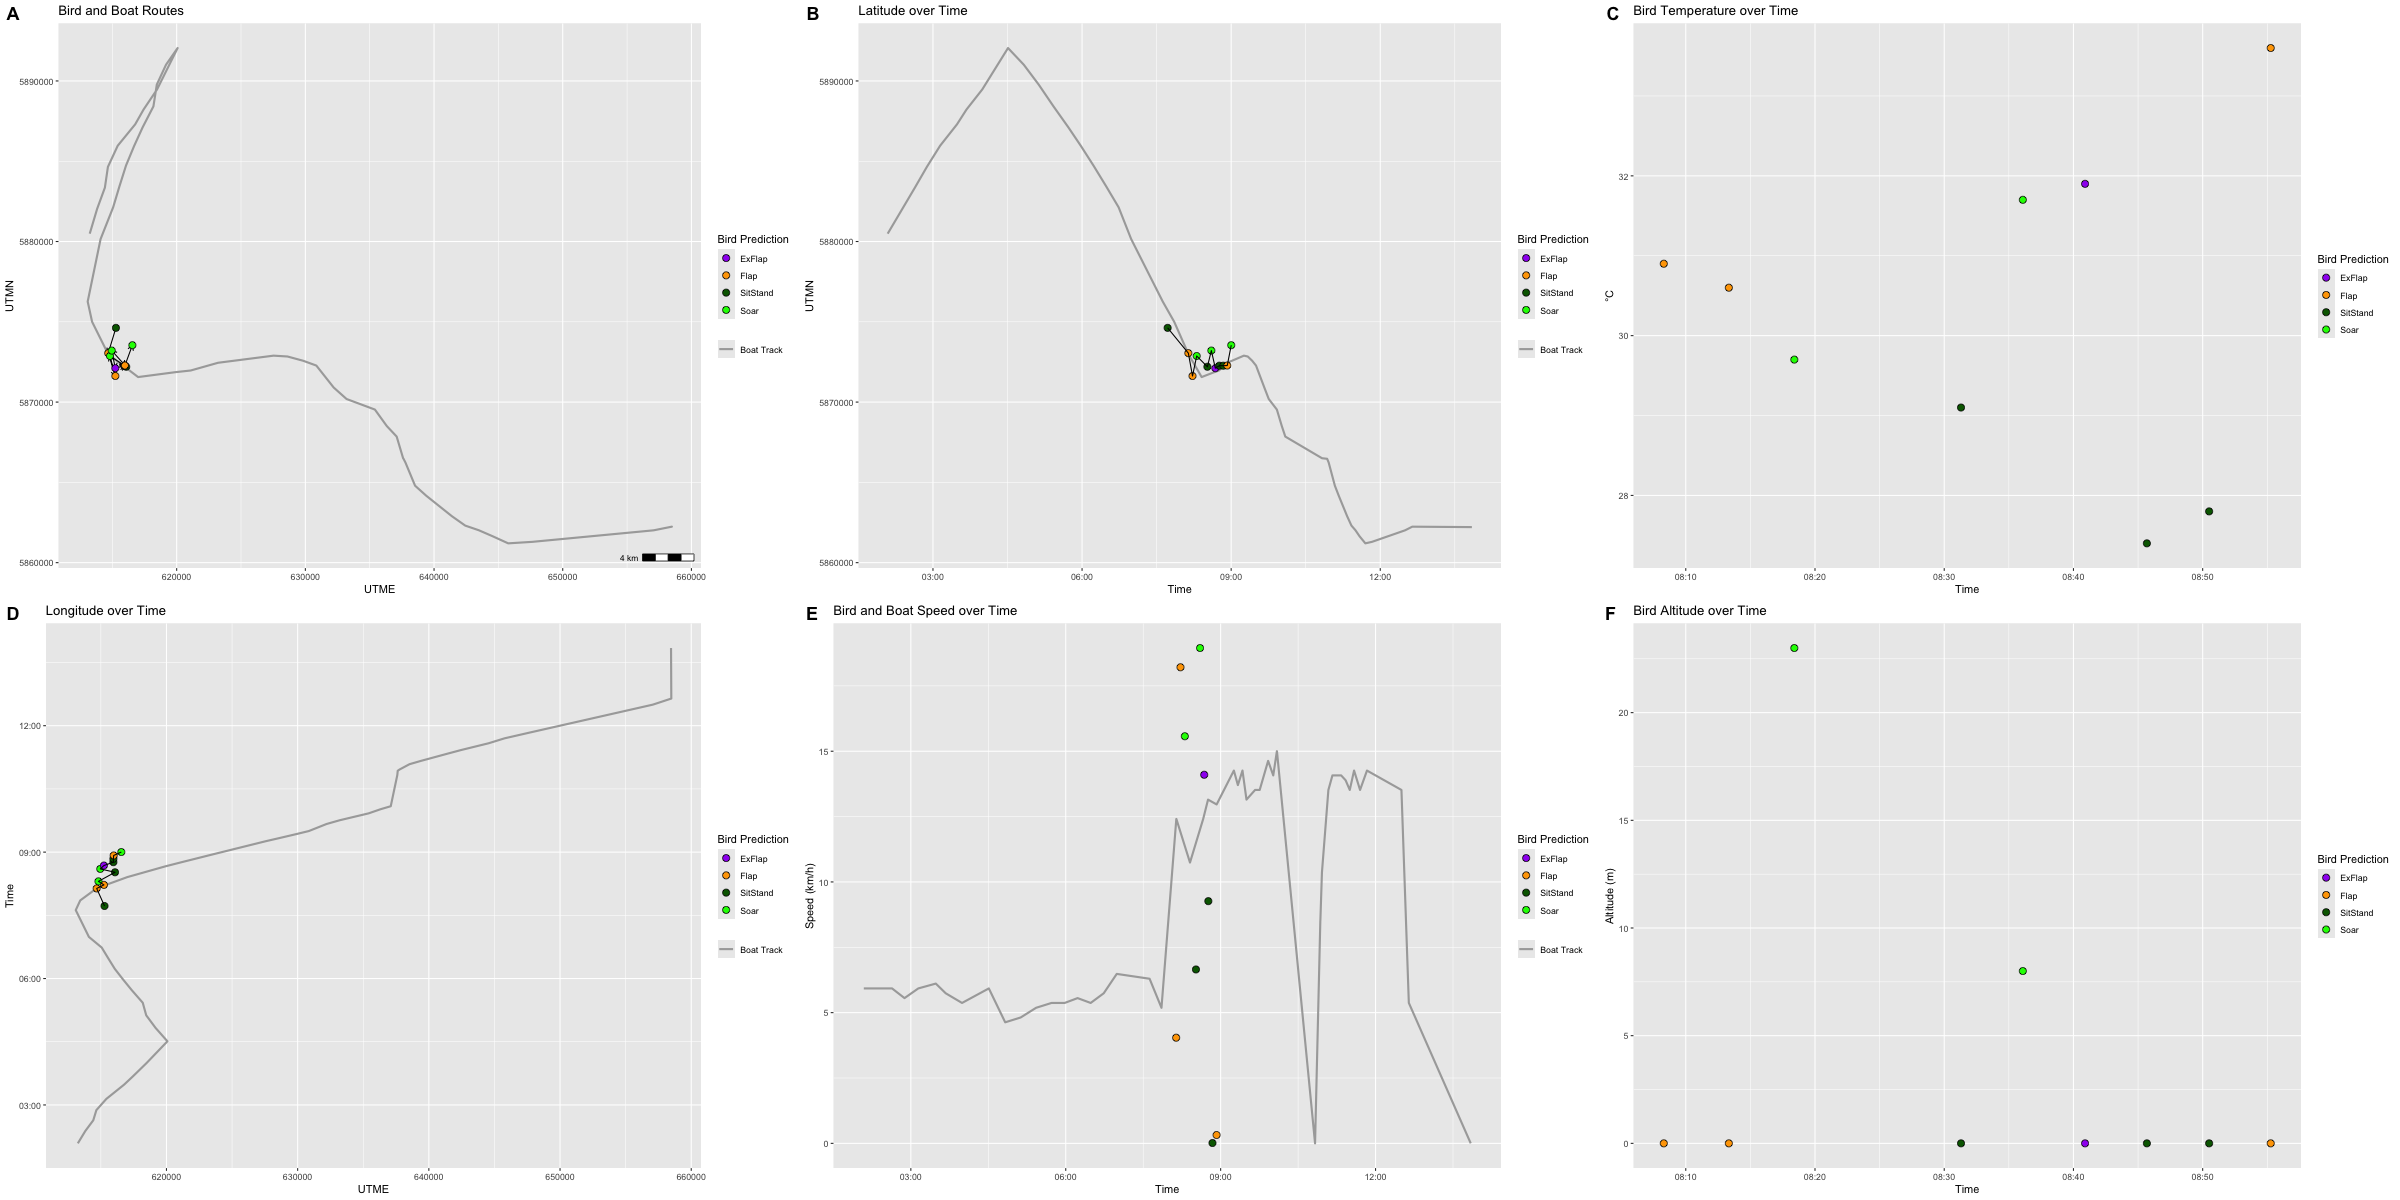 A Bird and Boat Routes
UTMN
5890000
5880000
5870000
5860000
620000 630000 640000 650000 660000
UTME
4 km
Bird Prediction
ExFlap
Flap
SitStand
Soar
Boat Track
B Latitude over Time
UTMN
5890000
5880000
5870000
5860000
03:00 06:00 09:00 12:00
Time
Bird Prediction
ExFlap
Flap
SitStand
Soar
Boat Track
C Bird Temperature over Time
°C
32
30
28
08:10 08:20 08:30 08:40 08:50
Time
Bird Prediction
ExFlap
Flap
SitStand
Soar
D Longitude over Time
Time
12:00
09:00
06:00
03:00
620000 630000 640000 650000 660000
UTME
Bird Prediction
ExFlap
Flap
SitStand
Soar
Boat Track
E Bird and Boat Speed over Time
Speed (km/h)
15
10
5
0
03:00 06:00 09:00 12:00
Time
Bird Prediction
ExFlap
Flap
SitStand
Soar
Boat Track
F Bird Altitude over Time
Altitude (m)
20
15
10
5
0
08:10 08:20 08:30 08:40 08:50
Time
Bird Prediction
ExFlap
Flap
SitStand
Soar